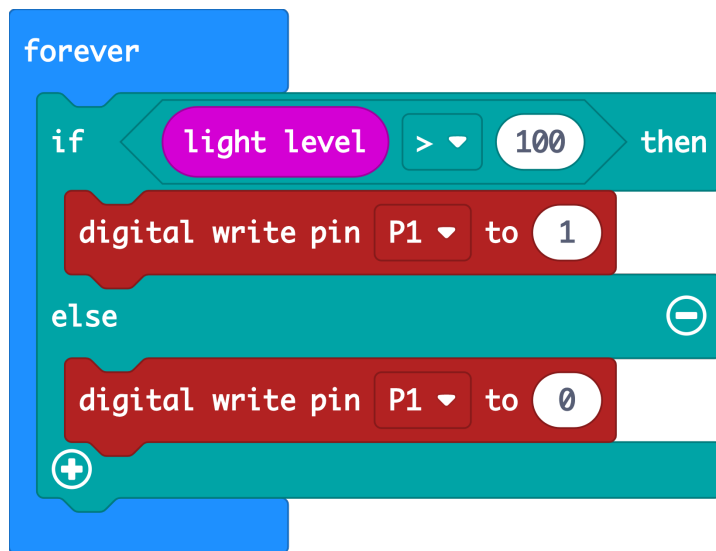 forever
if light level > 100 then
digital write pin P1 to 1
else
digital write pin P1 to 0